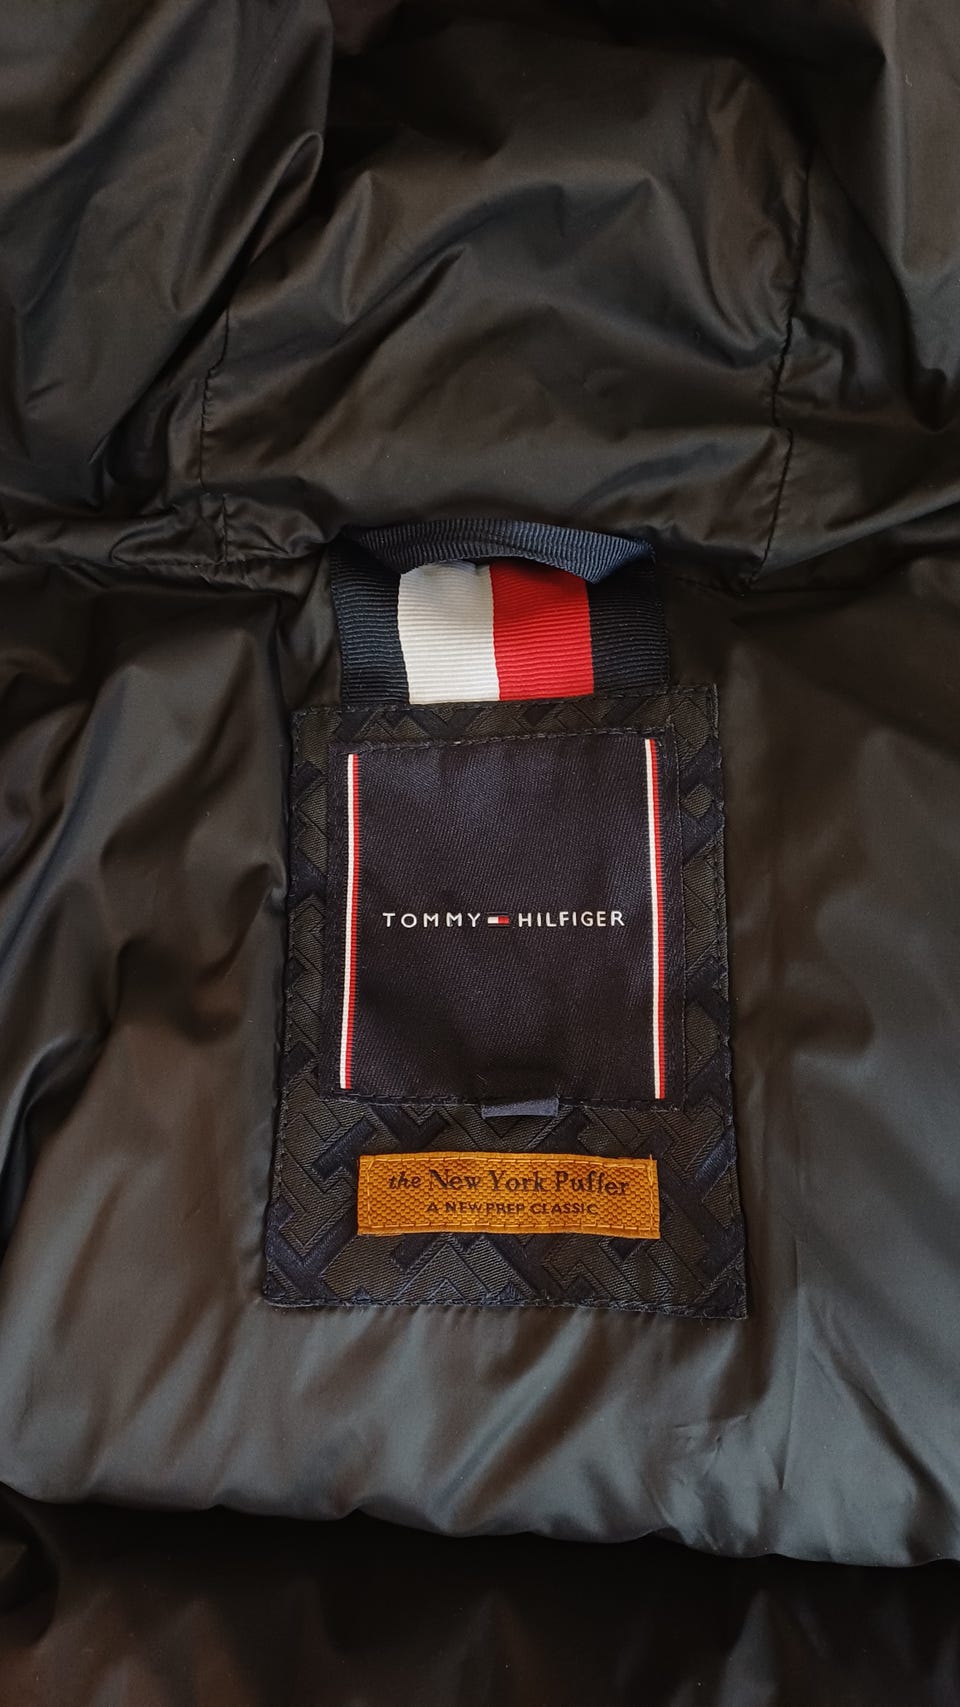 TOMMY HILFIGER
the New York Puffer
A NEW PREP CLASSIC